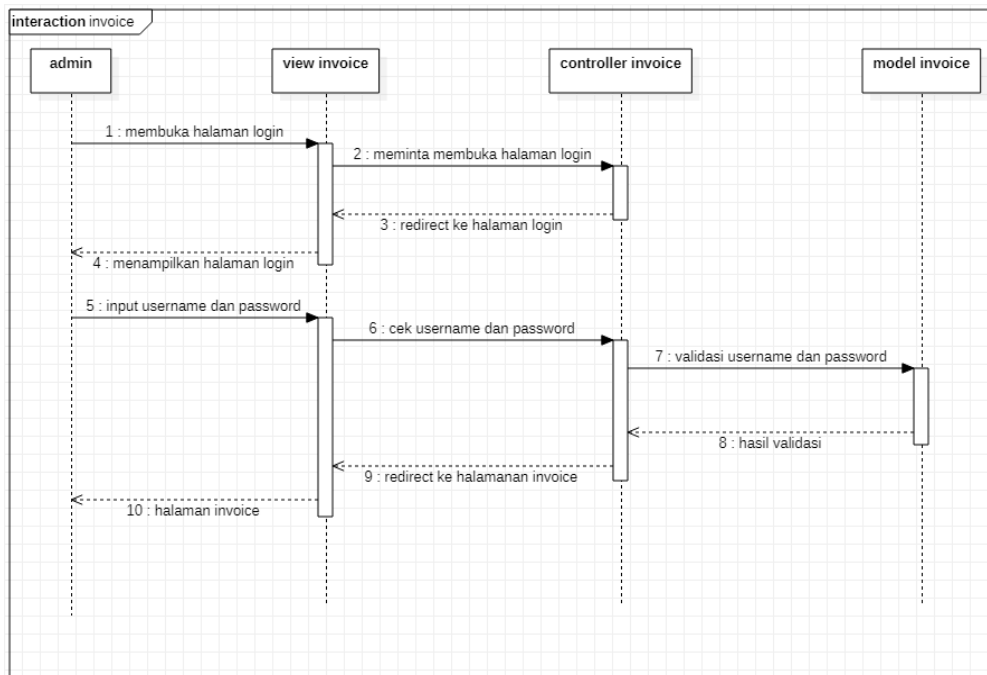 interaction invoice
admin
view invoice
controller invoice
model invoice
1 : membuka halaman login
2 : meminta membuka halaman login
3 : redirect ke halaman login
4 : menampilkan halaman login
5 : input username dan password
6 : cek username dan password
7 : validasi username dan password
8 : hasil validasi
9 : redirect ke halamanan invoice
10 : halaman invoice